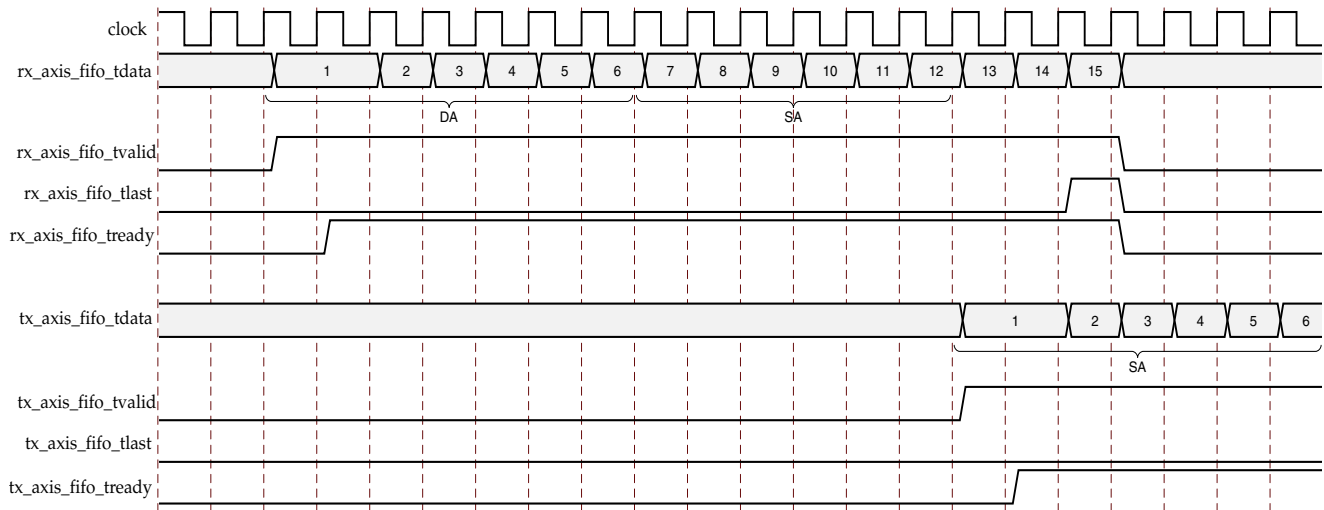 clock
rx_axis_fifo_tdata 1 2 3 4 5 6 7 8 9 10 11 12 13 14 15
DA SA
rx_axis_fifo_tvalid
rx_axis_fifo_tlast
rx_axis_fifo_tready
tx_axis_fifo_tdata 1 2 3 4 5 6
SA
tx_axis_fifo_tvalid
tx_axis_fifo_tlast
tx_axis_fifo_tready